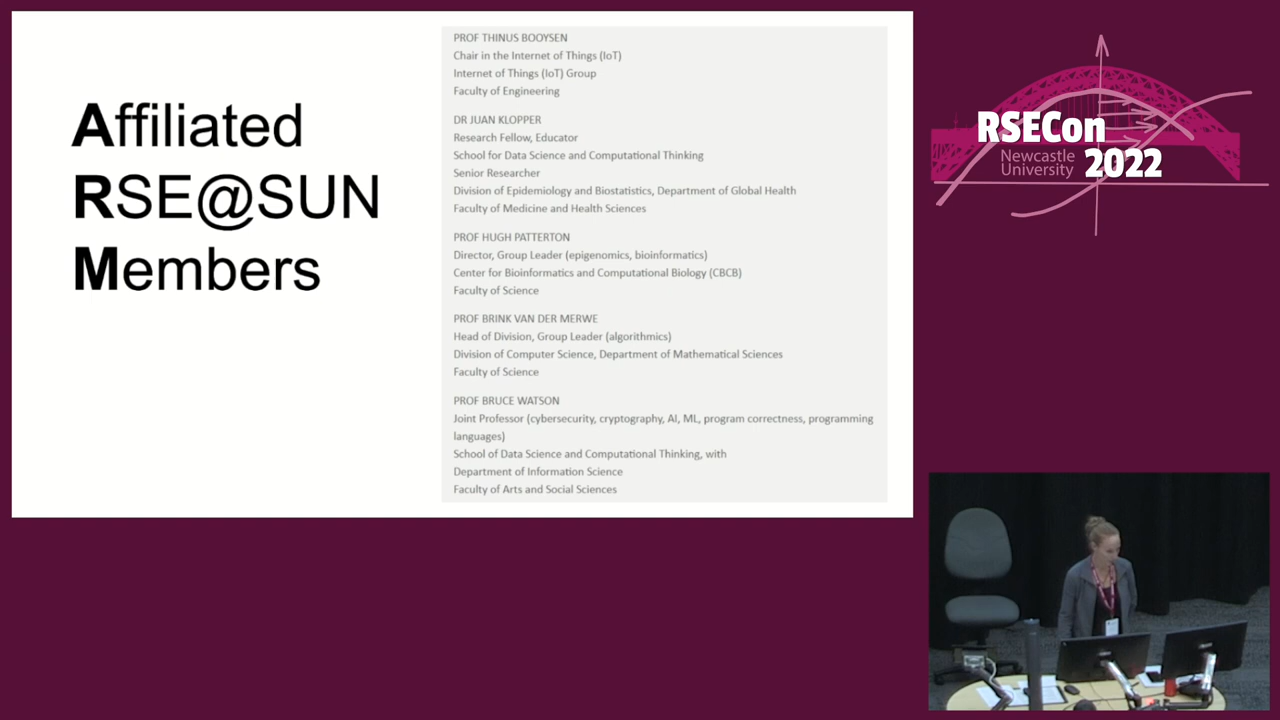 Affiliated
RSE@SUN
Members
PROF THINUS BOOYSEN
Chair in the Internet of Things (IoT)
Internet of Things (IoT) Group
Faculty of Engineering
DR JUAN KLOPPER
Research Fellow, Educator
School for Data Science and Computational Thinking
Senior Researcher
Division of Epidemiology and Biostatistics, Department of Global Health
Faculty of Medicine and Health Sciences
PROF HUGH PATTERTON
Director, Group Leader (epigenomics, bioinformatics)
Center for Bioinformatics and Computational Biology (CBCB)
Faculty of Science
PROF BRINK VAN DER MERWE
Head of Division, Group Leader (algorithmics)
Division of Computer Science, Department of Mathematical Sciences
Faculty of Science
PROF BRUCE WATSON
Joint Professor (cybersecurity, cryptography, AI, ML, program correctness, programming
languages)
School of Data Science and Computational Thinking, with
Department of Information Science
Faculty of Arts and Social Sciences
RSECon
Newcastle
University 2022